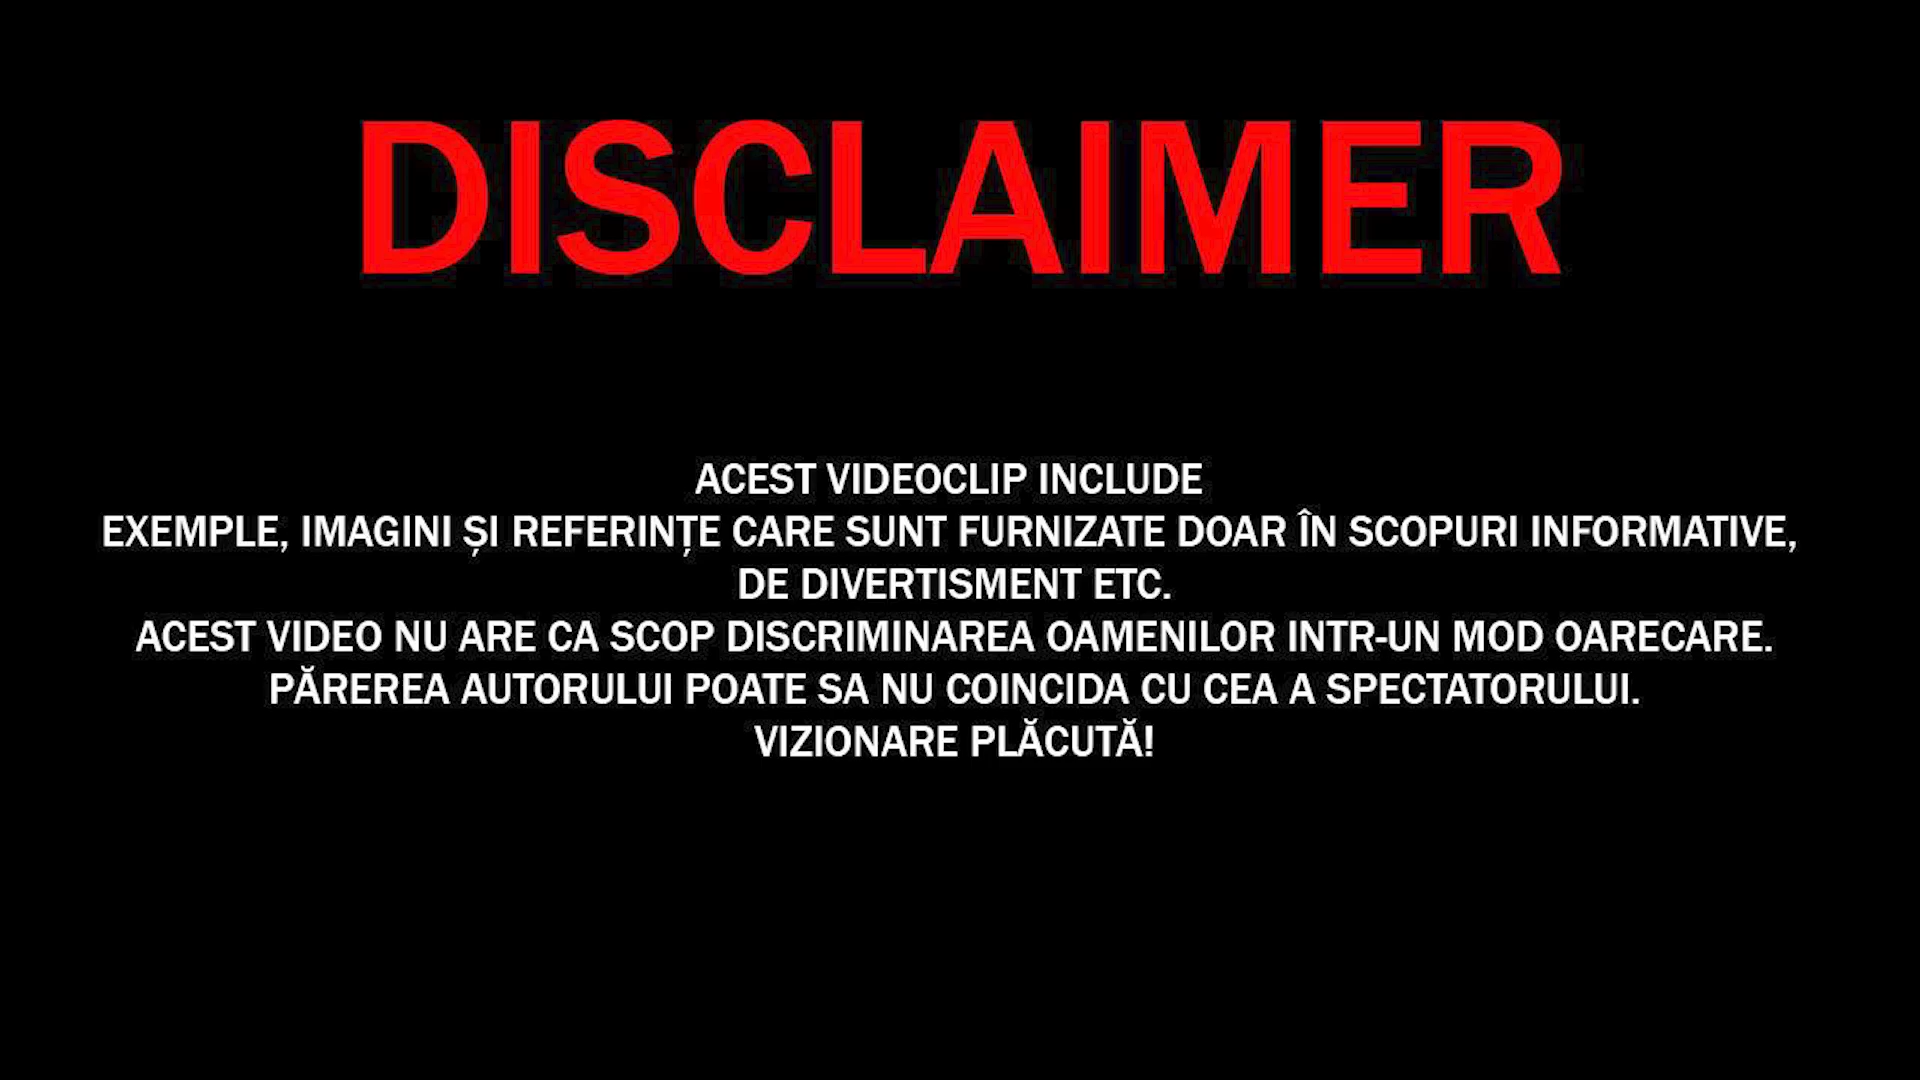 DISCLAIMER
ACEST VIDEOCLIP INCLUDE
EXEMPLE, IMAGINI ȘI REFERINȚE CARE SUNT FURNIZATE DOAR ÎN SCOPURI INFORMATIVE,
DE DIVERTISMENT ETC.
ACEST VIDEO NU ARE CA SCOP DISCRIMINAREA OAMENILOR INTR-UN MOD OARECARE.
PĂREREA AUTORULUI POATE SA NU COINCIDA CU CEA A SPECTATORULUI.
VIZIONARE PLĂCUTĂ!